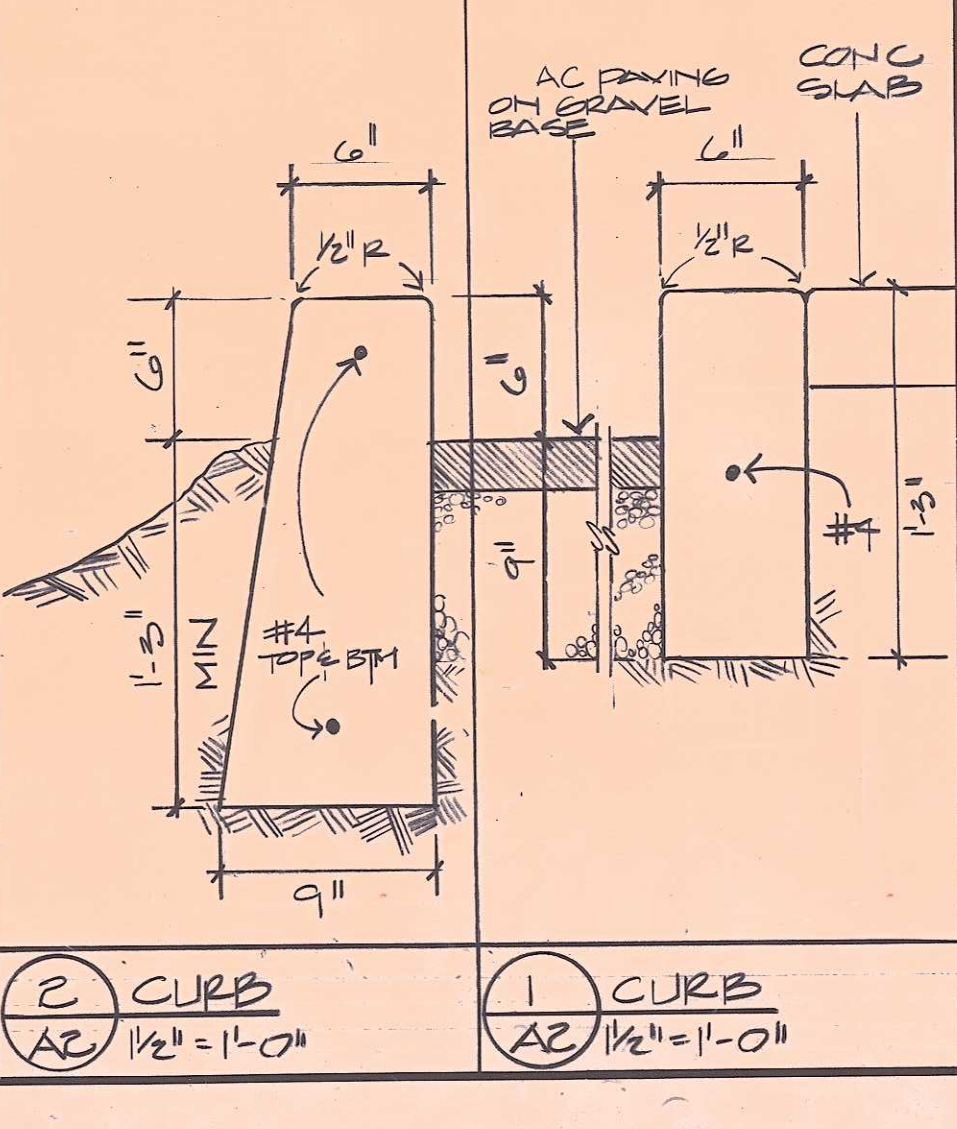 6"
1/2" R
6"
1'-3"
MIN
#4
TOP & BTM
9"
2
A2
CURB
1 1/2" = 1'-0"
AC PAVING
ON GRAVEL
BASE
CONC
SLAB
6"
1/2" R
6"
9"
#4
1'-3"
1
A2
CURB
1 1/2" = 1'-0"